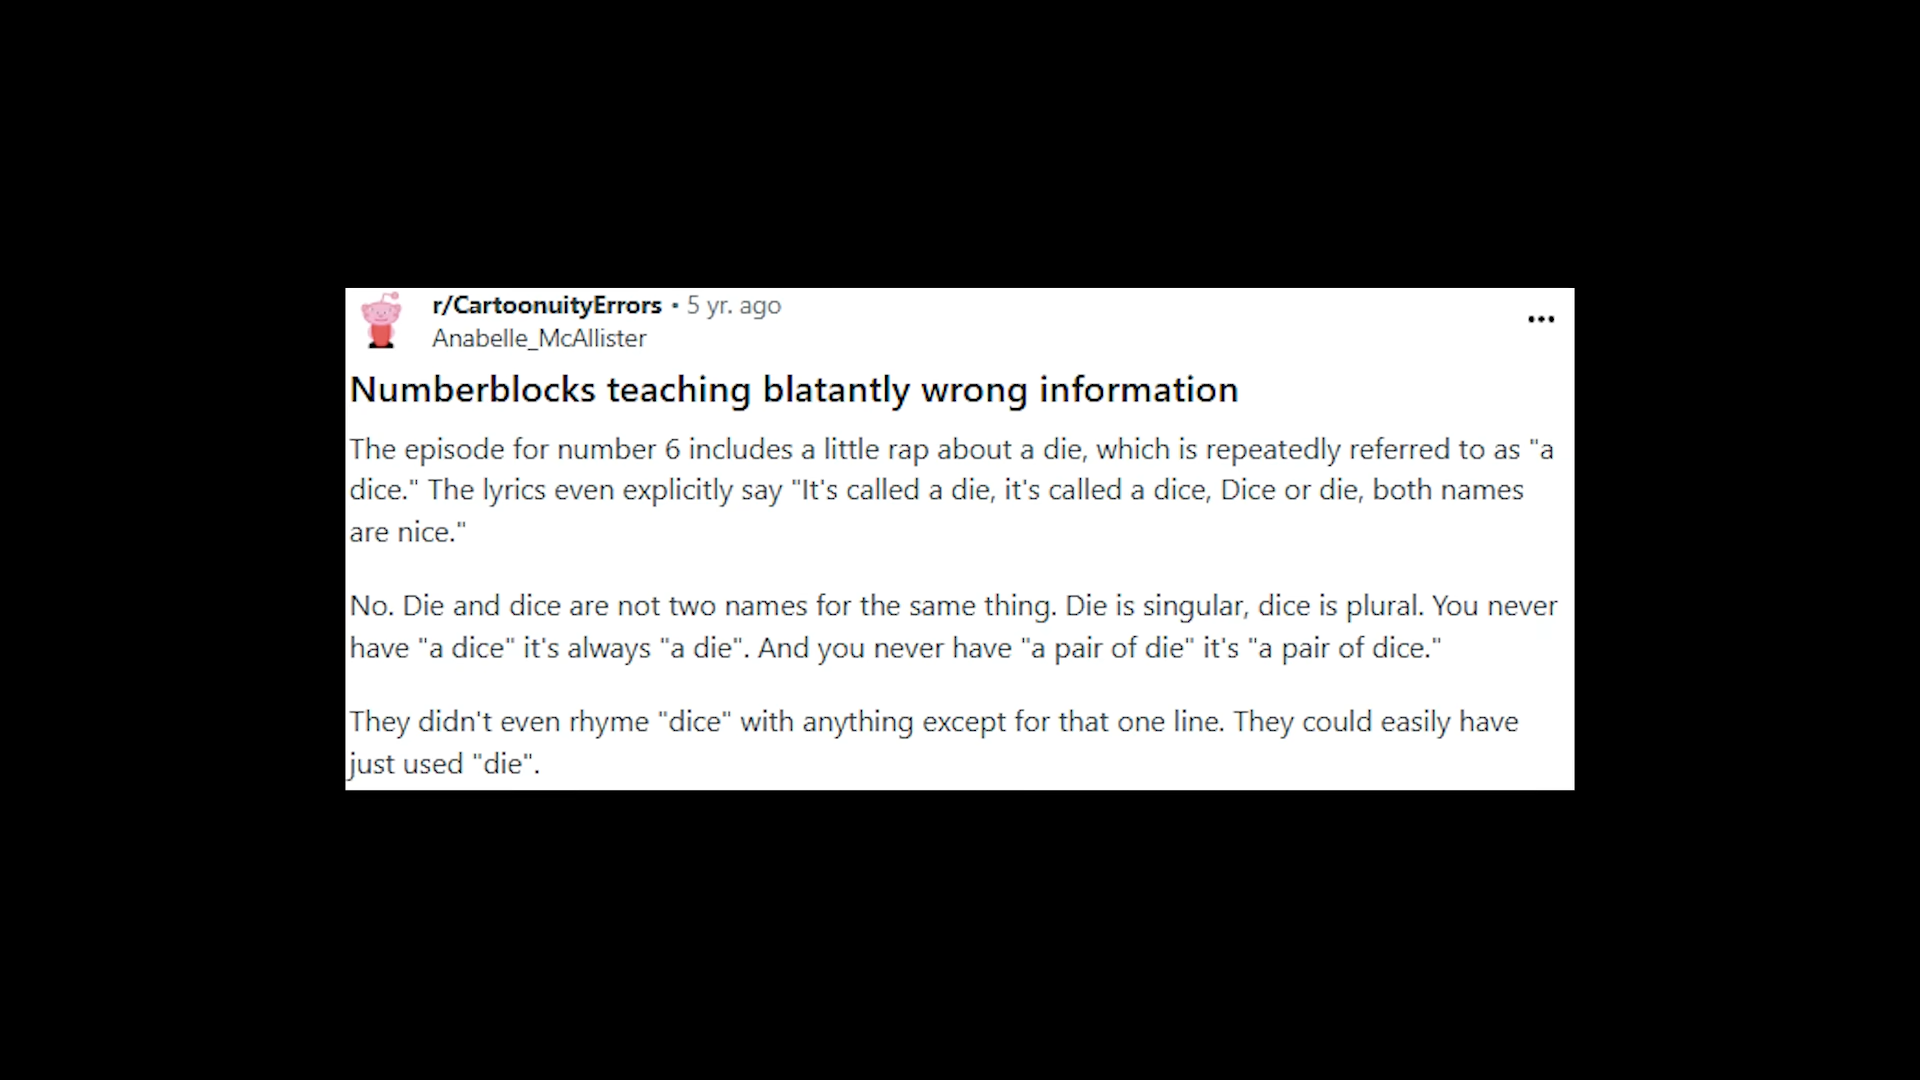 r/CartoonuityErrors • 5 yr. ago
Anabelle_McAllister
Numberblocks teaching blatantly wrong information
The episode for number 6 includes a little rap about a die, which is repeatedly referred to as "a
dice." The lyrics even explicitly say "It's called a die, it's called a dice, Dice or die, both names
are nice."
No. Die and dice are not two names for the same thing. Die is singular, dice is plural. You never
have "a dice" it's always "a die". And you never have "a pair of die" it's "a pair of dice."
They didn't even rhyme "dice" with anything except for that one line. They could easily have
just used "die".